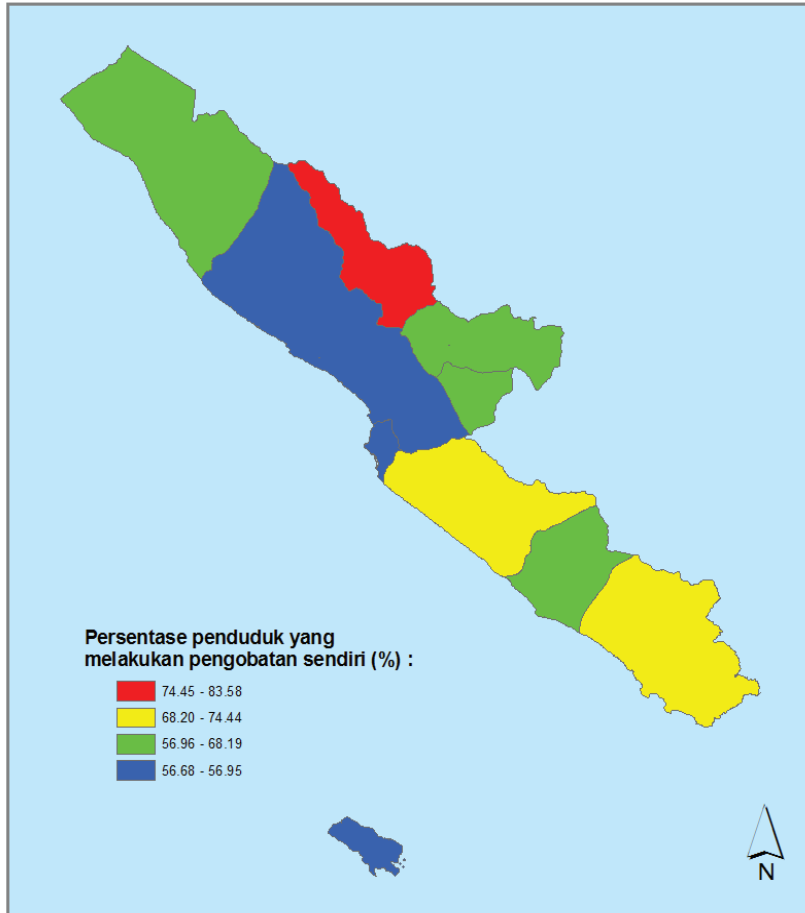 Persentase penduduk yang
melakukan pengobatan sendiri (%) :
74.45 - 83.58
68.20 - 74.44
56.96 - 68.19
56.68 - 56.95
N